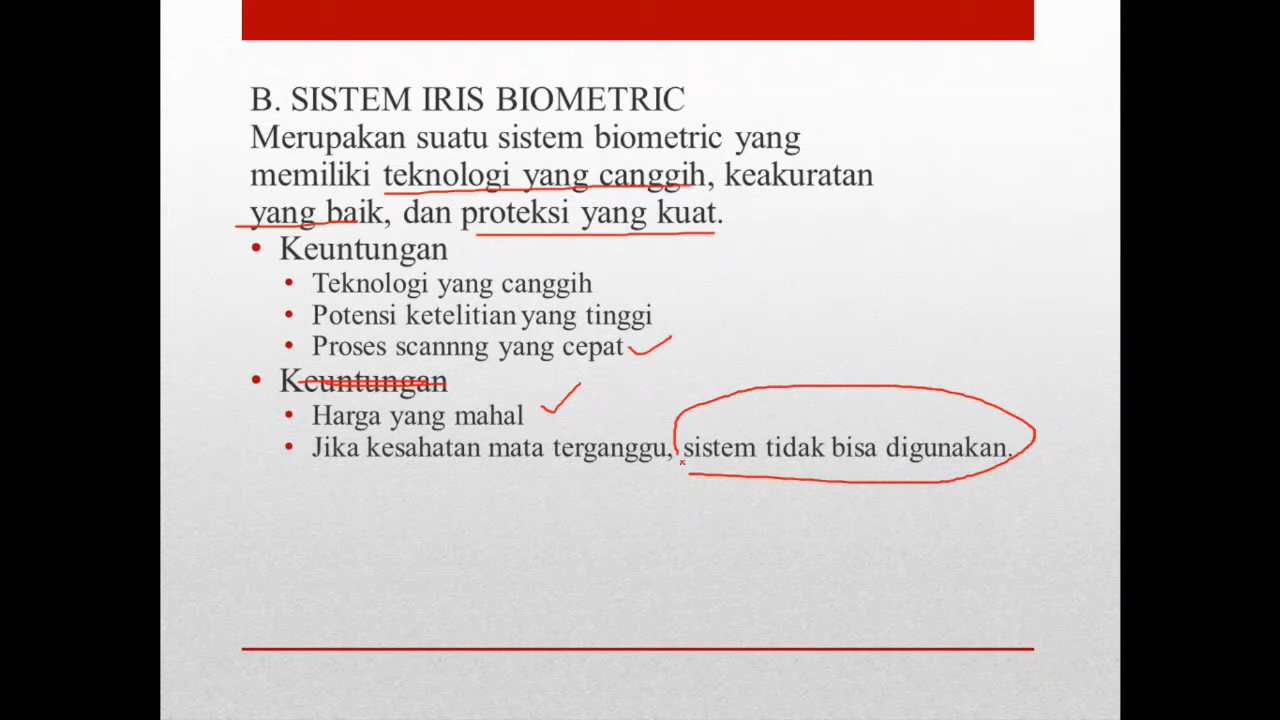 B. SISTEM IRIS BIOMETRIC
Merupakan suatu sistem biometric yang
memiliki teknologi yang canggih, keakuratan
yang baik, dan proteksi yang kuat.
• Keuntungan
• Teknologi yang canggih
• Potensi ketelitian yang tinggi
• Proses scannng yang cepat
• Keuntungan
• Harga yang mahal
• Jika kesahatan mata terganggu, sistem tidak bisa digunakan.